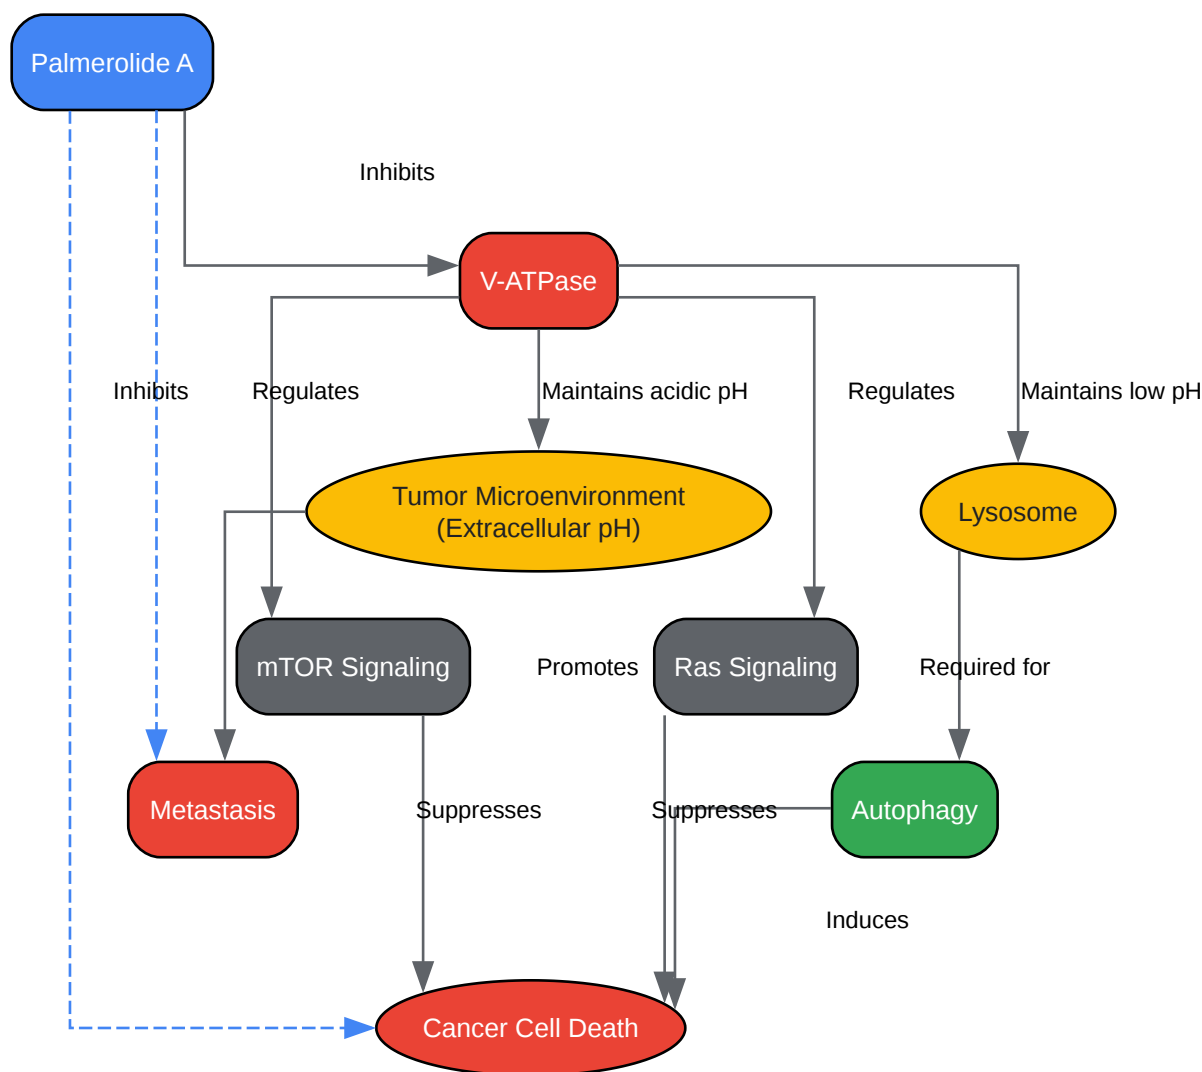 Palmerolide A
Inhibits
V-ATPase
Inhibits
Regulates
Maintains acidic pH
Regulates
Maintains low pH
Tumor Microenvironment
(Extracellular pH)
Lysosome
mTOR Signaling
Promotes
Ras Signaling
Required for
Metastasis
Suppresses
Suppresses
Autophagy
Induces
Cancer Cell Death